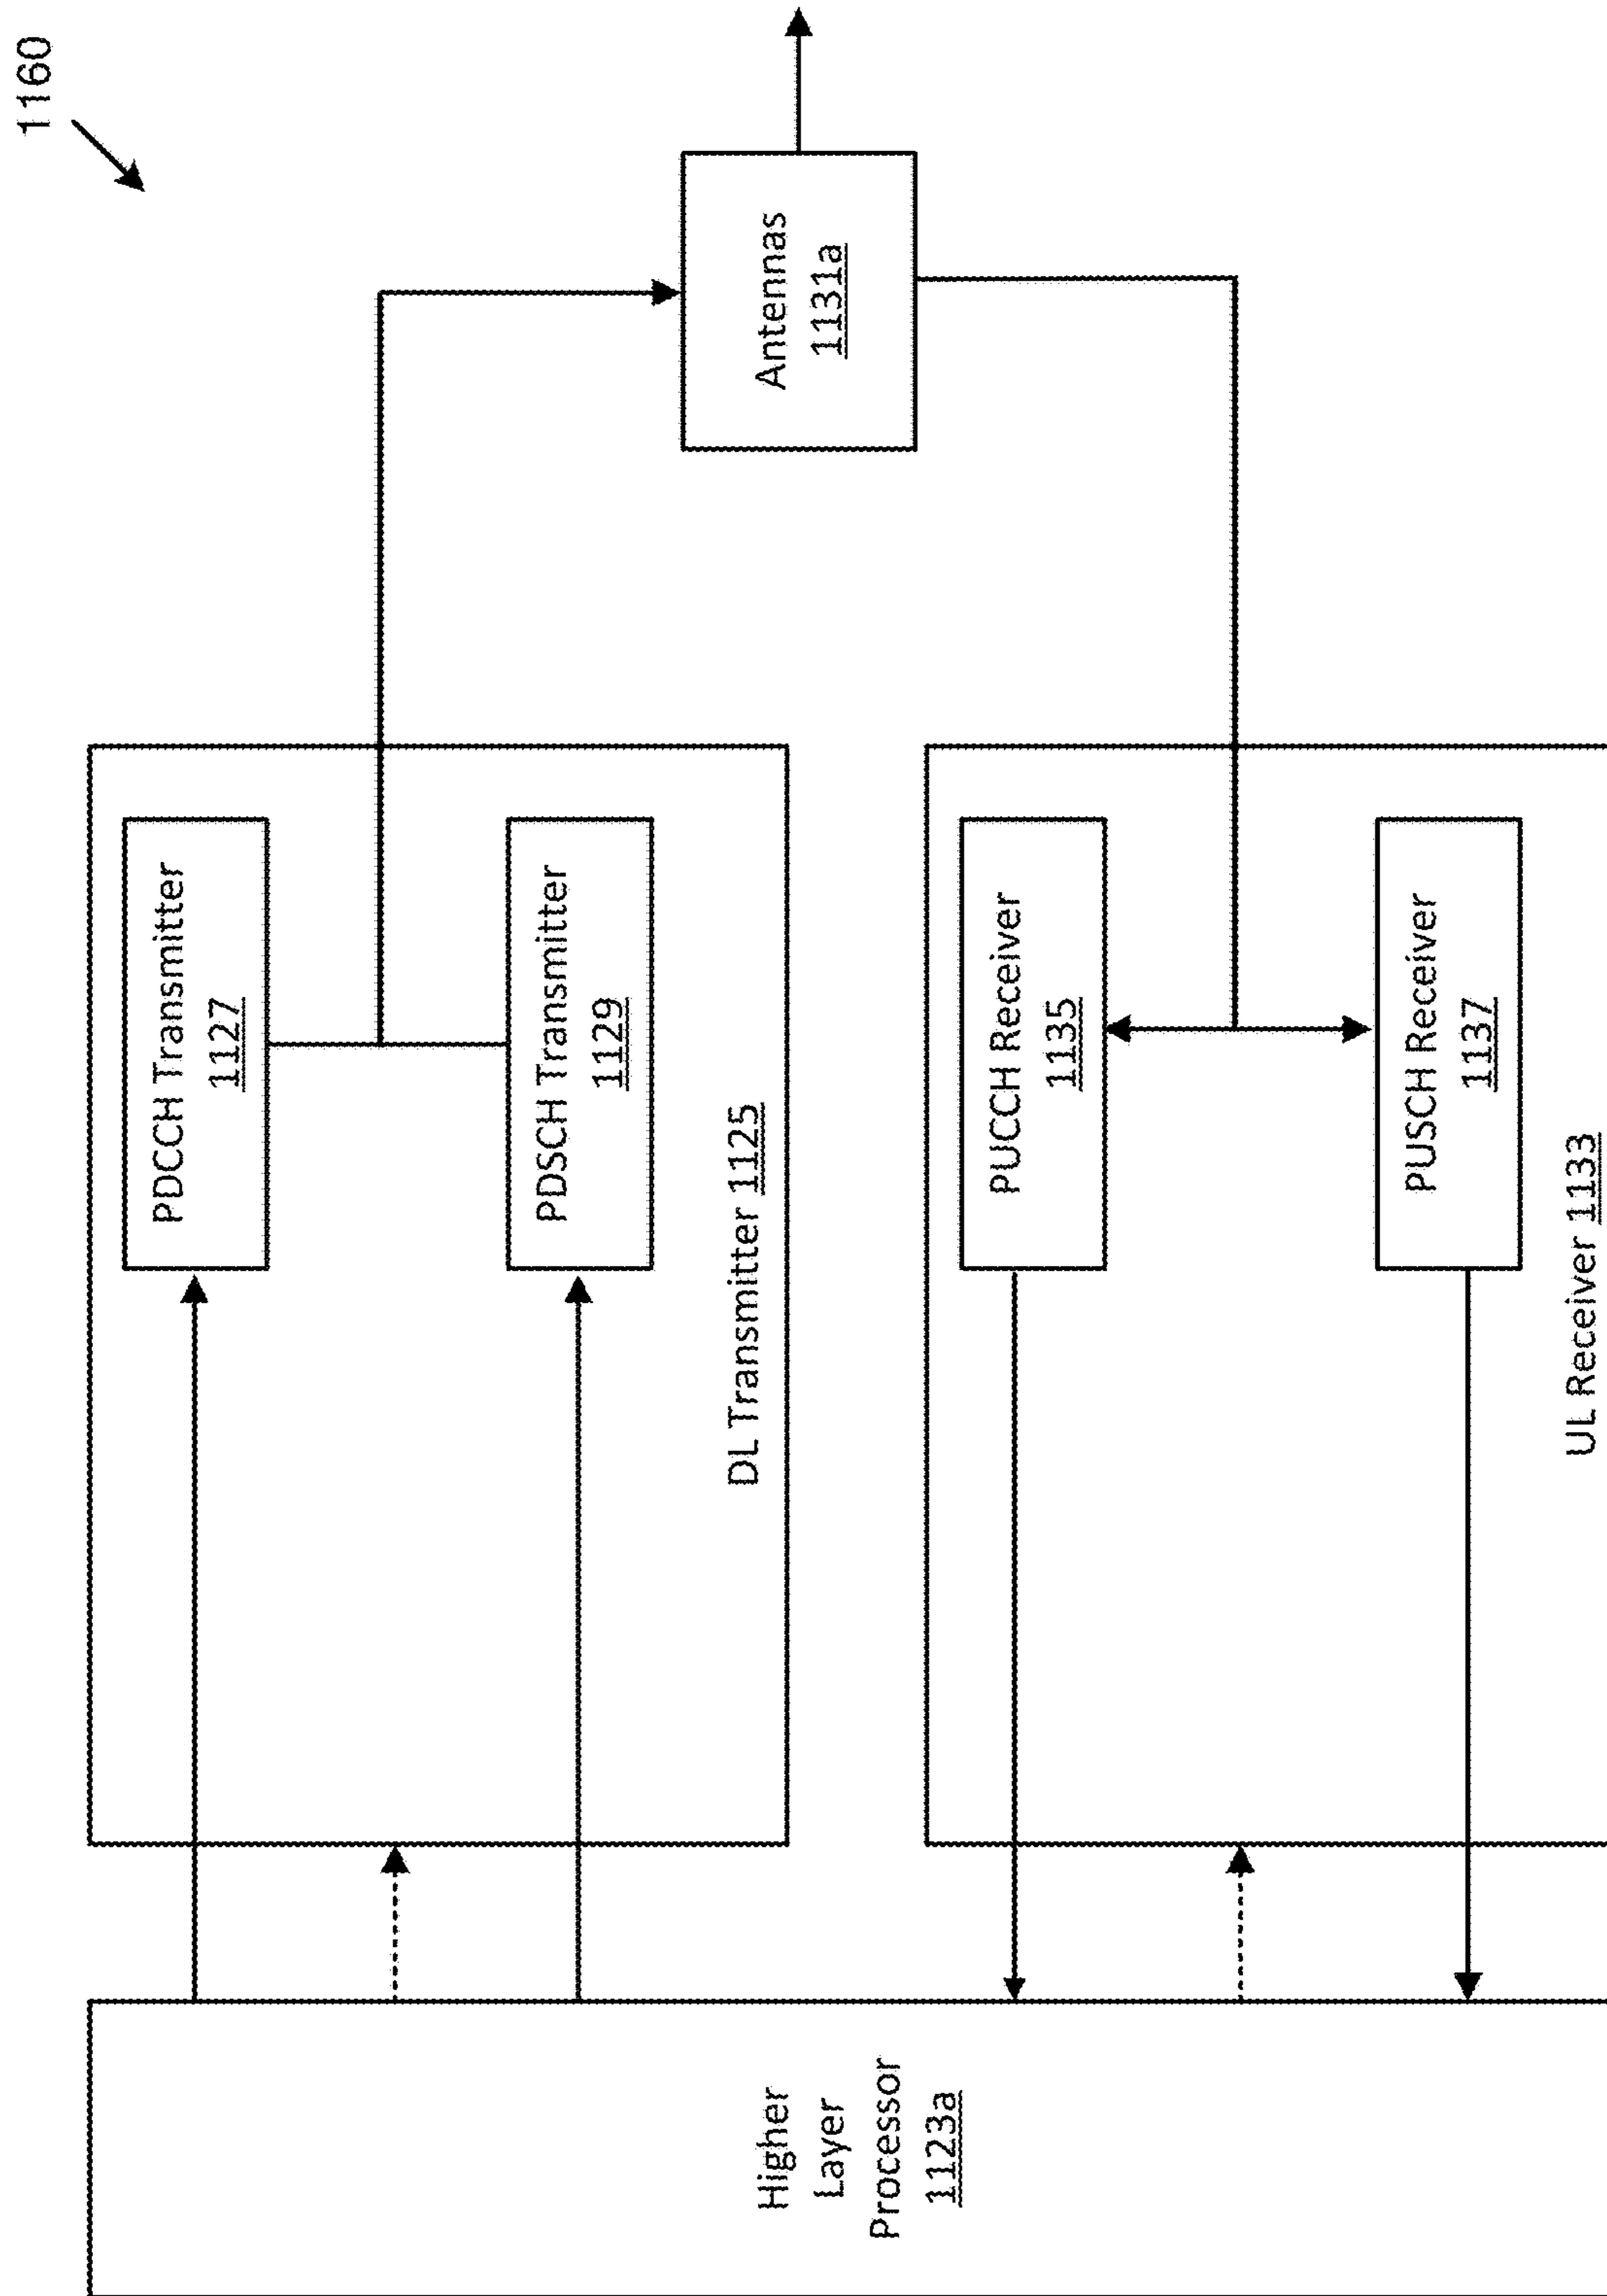 1160
Higher
Layer
Processor
1123a
PDCCH Transmitter
1127
PDSCH Transmitter
1129
DL Transmitter 1125
PUCCH Receiver
1135
PUSCH Receiver
1137
UL Receiver 1133
Antennas
1131a